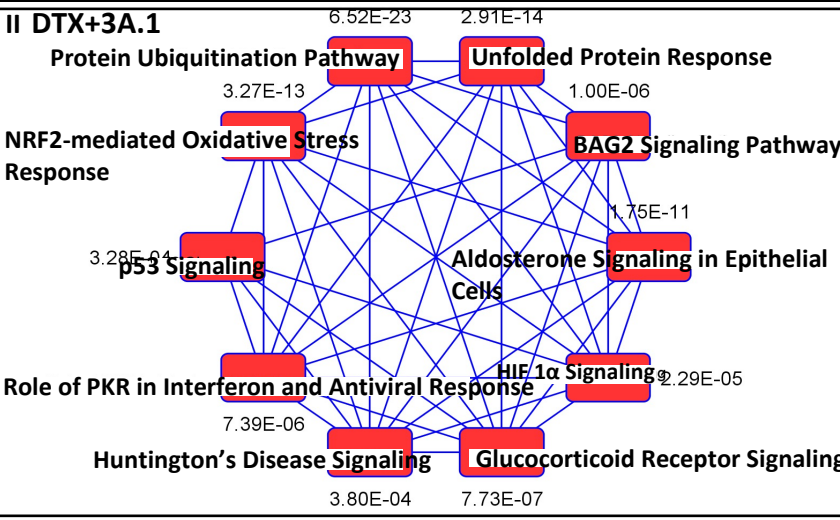 II DTX+3A.1
6.52E-23
2.91E-14
Protein Ubiquitination Pathway
Unfolded Protein Response
3.27E-13
1.00E-06
NRF2-mediated Oxidative Stress
Response
BAG2 Signaling Pathway
1.75E-11
3.28E-04
p53 Signaling
Aldosterone Signaling in Epithelial
Cells
HIF 1α Signaling
2.29E-05
Role of PKR in Interferon and Antiviral Response
7.39E-06
Huntington's Disease Signaling
Glucocorticoid Receptor Signaling
3.80E-04
7.73E-07